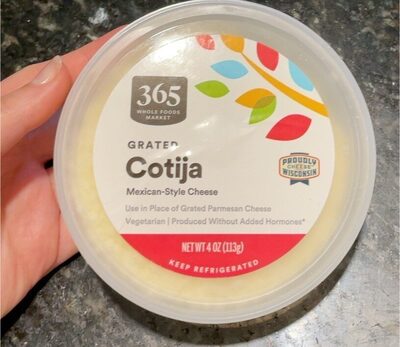 365
WHOLE FOODS
MARKET
GRATED
Cotija
Mexican-Style Cheese
Use in Place of Grated Parmesan Cheese
Vegetarian | Produced Without Added Hormones*
PROUDLY
WISCONSIN
CHEESE
NET WT 4 OZ (113g)
KEEP REFRIGERATED